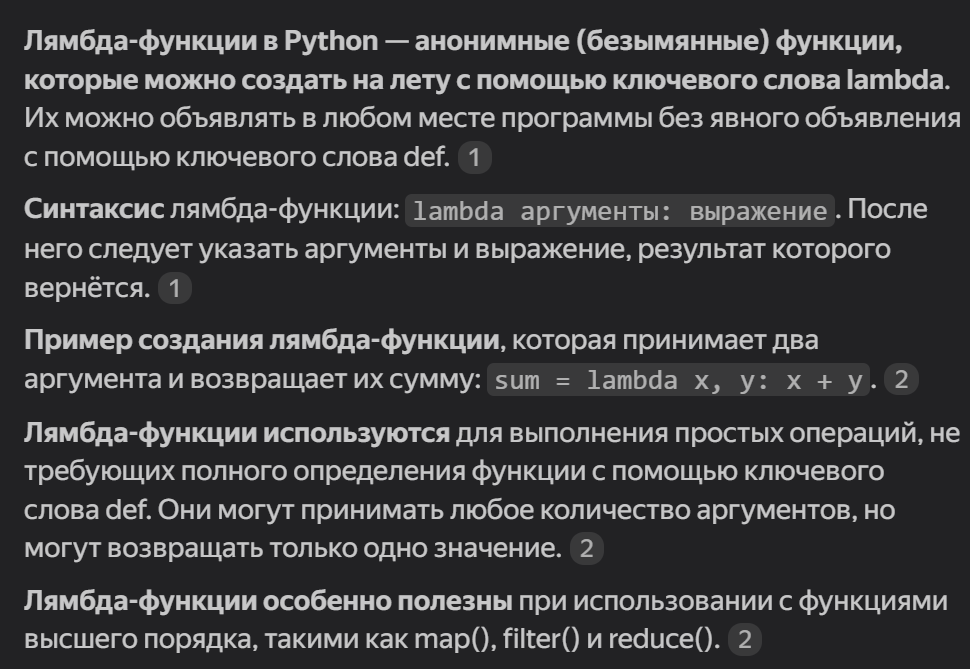 Лямбда-функции в Python — анонимные (безымянные) функции,
которые можно создать на лету с помощью ключевого слова lambda.
Их можно объявлять в любом месте программы без явного объявления
с помощью ключевого слова def. 1
Синтаксис лямбда-функции: lambda аргументы: выражение. После
него следует указать аргументы и выражение, результат которого
вернётся. 1
Пример создания лямбда-функции, которая принимает два
аргумента и возвращает их сумму: sum = lambda x, y: x + y. 2
Лямбда-функции используются для выполнения простых операций, не
требующих полного определения функции с помощью ключевого
слова def. Они могут принимать любое количество аргументов, но
могут возвращать только одно значение. 2
Лямбда-функции особенно полезны при использовании с функциями
высшего порядка, такими как map(), filter() и reduce(). 2